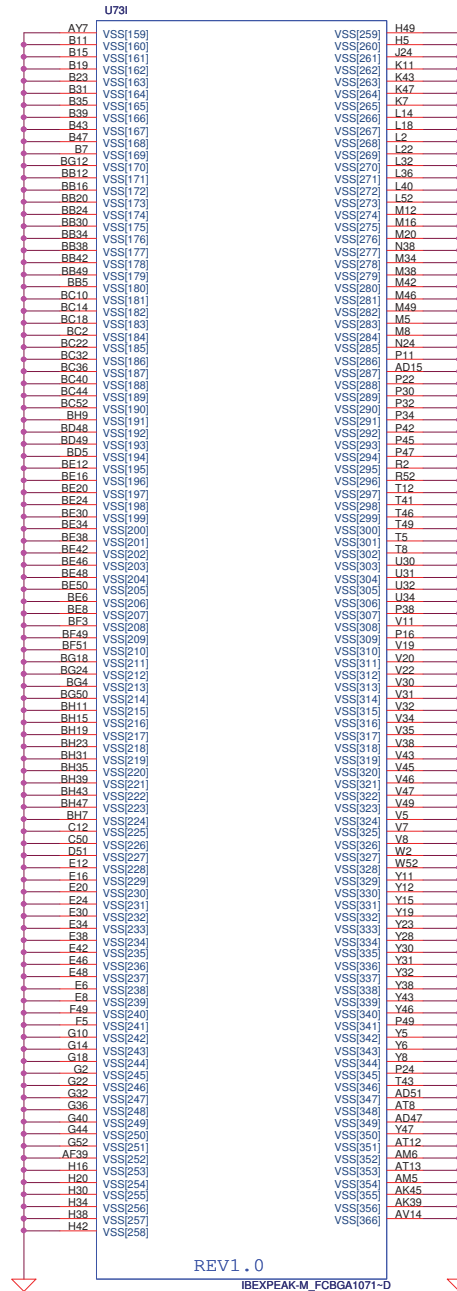 U73I
AY7 VSS[159] VSS[259] H49
B11 VSS[160] VSS[260] H5
B15 VSS[161] VSS[261] J24
B19 VSS[162] VSS[262] K11
B23 VSS[163] VSS[263] K43
B31 VSS[164] VSS[264] K47
B35 VSS[165] VSS[265] K7
B39 VSS[166] VSS[266] L14
B43 VSS[167] VSS[267] L18
B47 VSS[168] VSS[268] L2
B7 VSS[169] VSS[269] L22
BG12 VSS[170] VSS[270] L32
BB12 VSS[171] VSS[271] L36
BB16 VSS[172] VSS[272] L40
BB20 VSS[173] VSS[273] L52
BB24 VSS[174] VSS[274] M12
BB30 VSS[175] VSS[275] M16
BB34 VSS[176] VSS[276] M20
BB38 VSS[177] VSS[277] N38
BB42 VSS[178] VSS[278] M34
BB49 VSS[179] VSS[279] M38
BB5 VSS[180] VSS[280] M42
BC10 VSS[181] VSS[281] M46
BC14 VSS[182] VSS[282] M49
BC18 VSS[183] VSS[283] M5
BC2 VSS[184] VSS[284] M8
BC22 VSS[185] VSS[285] N24
BC32 VSS[186] VSS[286] P11
BC36 VSS[187] VSS[287] AD15
BC40 VSS[188] VSS[288] P22
BC44 VSS[189] VSS[289] P30
BC52 VSS[190] VSS[290] P32
BH9 VSS[191] VSS[291] P34
BD48 VSS[192] VSS[292] P42
BD49 VSS[193] VSS[293] P45
BD5 VSS[194] VSS[294] P47
BE12 VSS[195] VSS[295] R2
BE16 VSS[196] VSS[296] R52
BE20 VSS[197] VSS[297] T12
BE24 VSS[198] VSS[298] T41
BE30 VSS[199] VSS[299] T46
BE34 VSS[200] VSS[300] T49
BE38 VSS[201] VSS[301] T5
BE42 VSS[202] VSS[302] T8
BE46 VSS[203] VSS[303] U30
BE48 VSS[204] VSS[304] U31
BE50 VSS[205] VSS[305] U32
BE6 VSS[206] VSS[306] U34
BE8 VSS[207] VSS[307] P38
BF3 VSS[208] VSS[308] V11
BF49 VSS[209] VSS[309] P16
BF51 VSS[210] VSS[310] V19
BG18 VSS[211] VSS[311] V20
BG24 VSS[212] VSS[312] V22
BG4 VSS[213] VSS[313] V30
BG50 VSS[214] VSS[314] V31
BH11 VSS[215] VSS[315] V32
BH15 VSS[216] VSS[316] V34
BH19 VSS[217] VSS[317] V35
BH23 VSS[218] VSS[318] V38
BH31 VSS[219] VSS[319] V43
BH35 VSS[220] VSS[320] V45
BH39 VSS[221] VSS[321] V46
BH43 VSS[222] VSS[322] V47
BH47 VSS[223] VSS[323] V49
BH7 VSS[224] VSS[324] V5
C12 VSS[225] VSS[325] V7
C50 VSS[226] VSS[326] V8
D51 VSS[227] VSS[327] W2
E12 VSS[228] VSS[328] W52
E16 VSS[229] VSS[329] Y11
E20 VSS[230] VSS[330] Y12
E24 VSS[231] VSS[331] Y15
E30 VSS[232] VSS[332] Y19
E34 VSS[233] VSS[333] Y23
E38 VSS[234] VSS[334] Y28
E42 VSS[235] VSS[335] Y30
E46 VSS[236] VSS[336] Y31
E48 VSS[237] VSS[337] Y32
E6 VSS[238] VSS[338] Y38
E8 VSS[239] VSS[339] Y43
F49 VSS[240] VSS[340] Y46
F5 VSS[241] VSS[341] P49
G10 VSS[242] VSS[342] Y5
G14 VSS[243] VSS[343] Y6
G18 VSS[244] VSS[344] Y8
G2 VSS[245] VSS[345] P24
G22 VSS[246] VSS[346] T43
G32 VSS[247] VSS[347] AD51
G36 VSS[248] VSS[348] AT8
G40 VSS[249] VSS[349] AD47
G44 VSS[250] VSS[350] Y47
G52 VSS[251] VSS[351] AT12
AF39 VSS[252] VSS[352] AM6
H16 VSS[253] VSS[353] AT13
H20 VSS[254] VSS[354] AM5
H30 VSS[255] VSS[355] AK45
H34 VSS[256] VSS[356] AK39
H38 VSS[257] VSS[366] AV14
H42 VSS[258]
REV1.0
IBEXPEAK-M_FCBGA1071~D